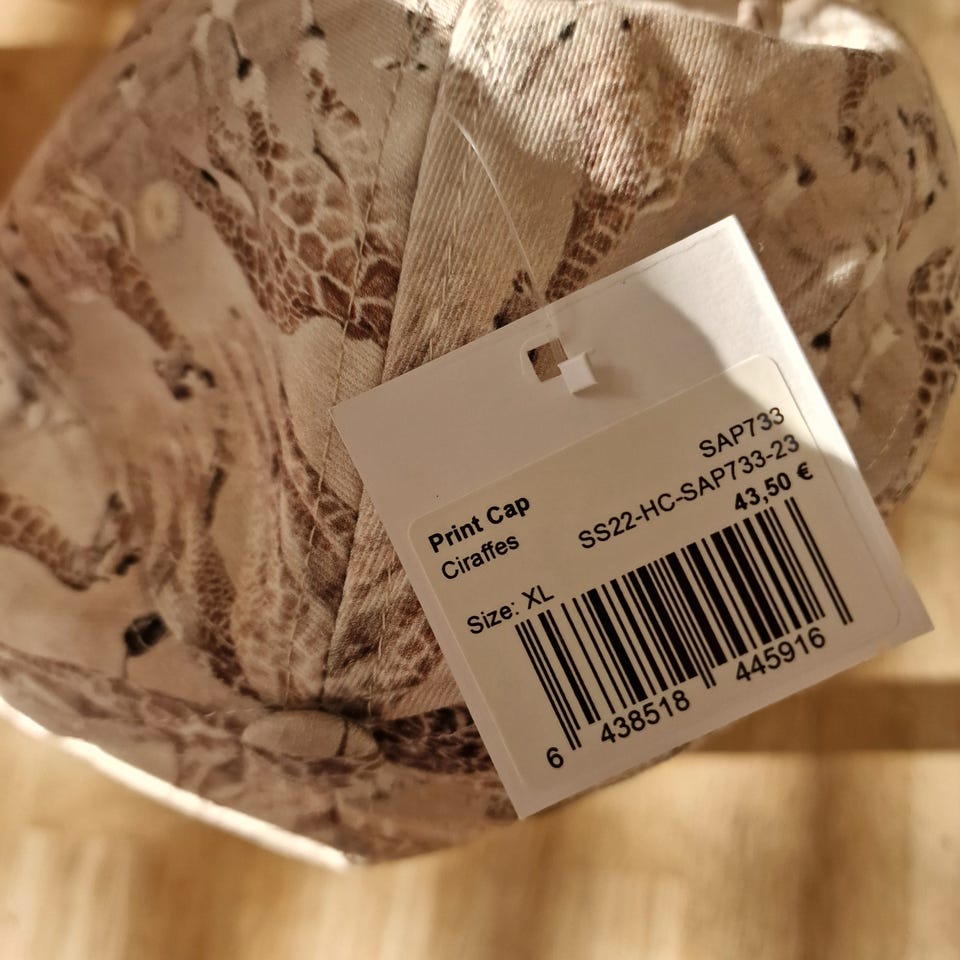 SAP733
SS22-HC-SAP733-23
43,50 €
Print Cap
Ciraffes
Size: XL
6 438518 445916